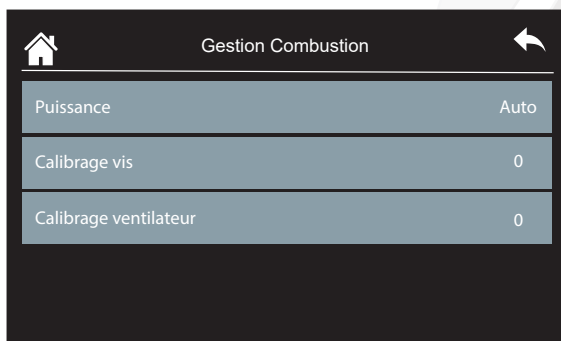 Gestion Combustion
Puissance Auto
Calibrage vis 0
Calibrage ventilateur 0